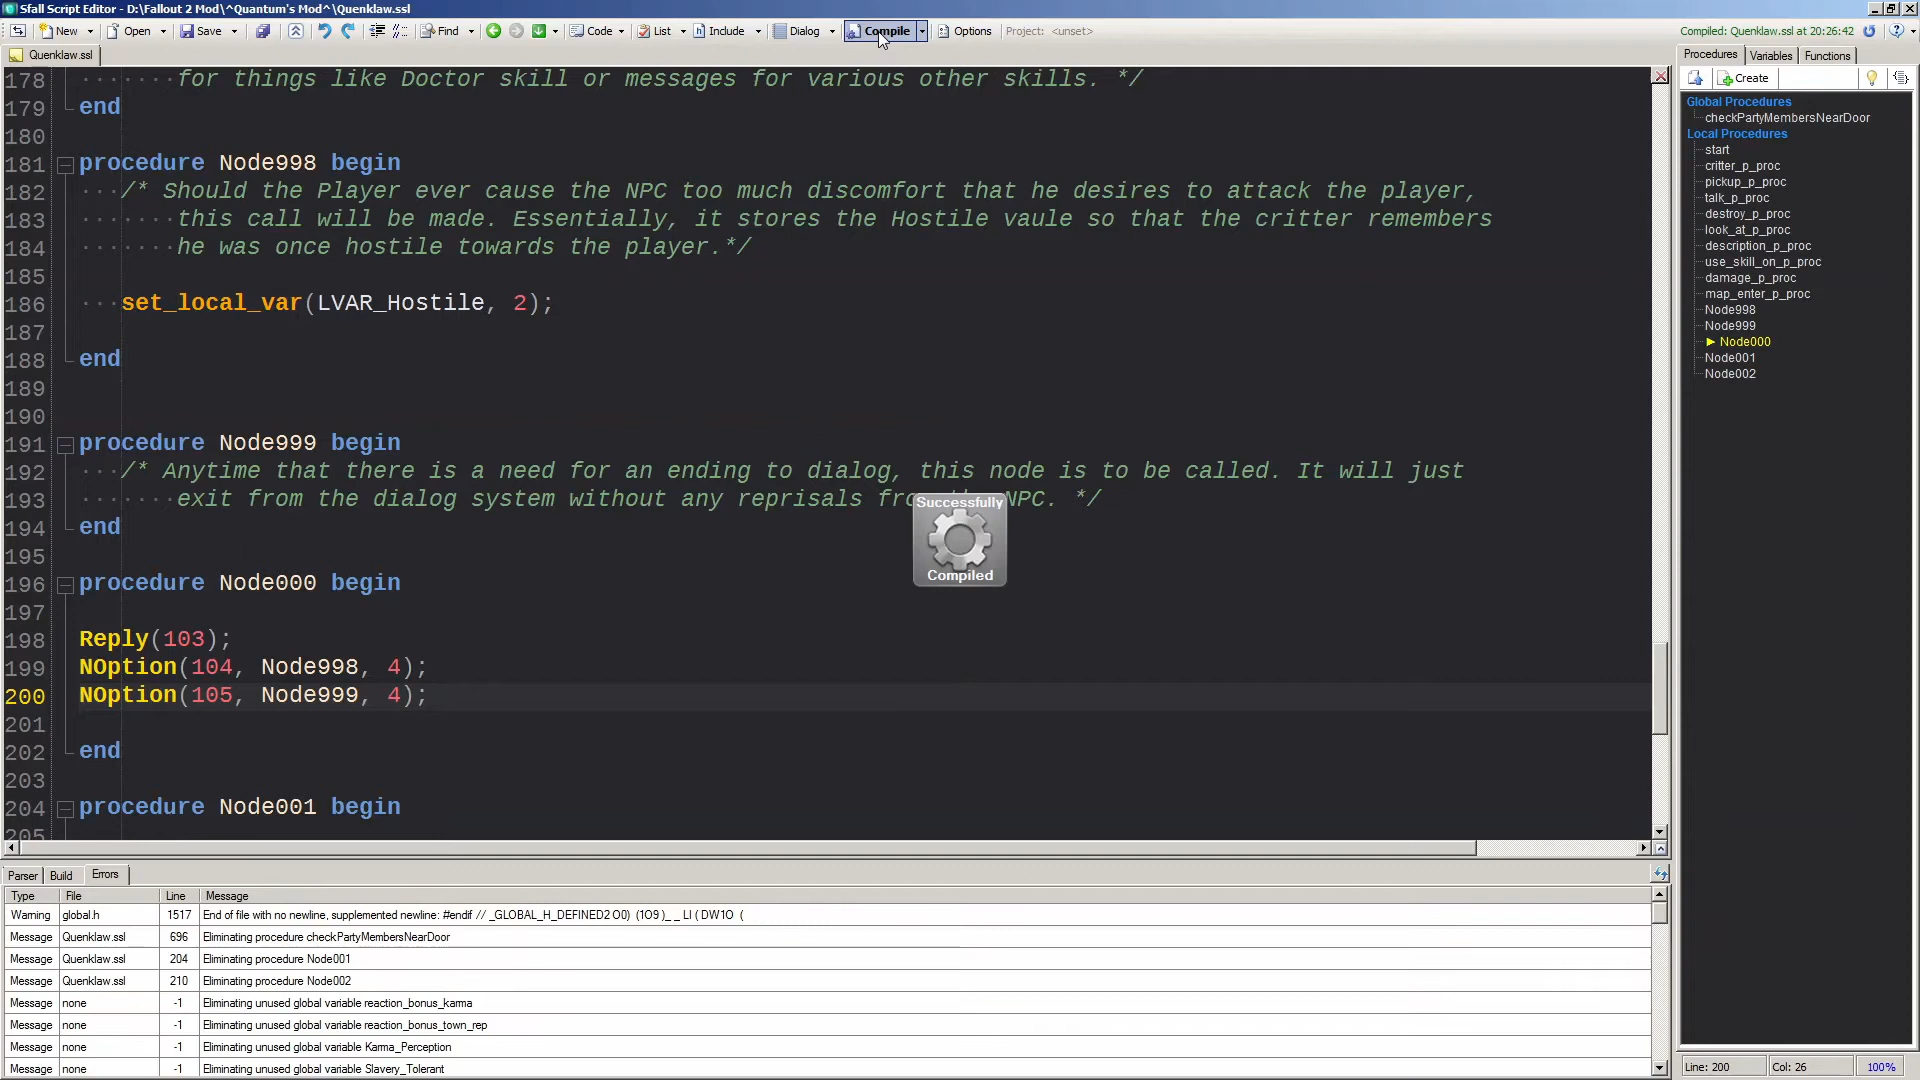 Sfall Script Editor - D:\Fallout 2 Mod\^Quantum's Mod^\Quenklaw.ssl
New Open Save Find Code List Include Dialog Compile Options Project: <unset> Compiled: Quenklaw.ssl at 20:26:42
Quenklaw.ssl
178 for things like Doctor skill or messages for various other skills. */
179 end
180
181 procedure Node998 begin
182 /* Should the Player ever cause the NPC too much discomfort that he desires to attack the player,
183 this call will be made. Essentially, it stores the Hostile vaule so that the critter remembers
184 he was once hostile towards the player.*/
185
186 set_local_var(LVAR_Hostile, 2);
187
188 end
189
190
191 procedure Node999 begin
192 /* Anytime that there is a need for an ending to dialog, this node is to be called. It will just
193 exit from the dialog system without any reprisals NPC. */
194 end
195
196 procedure Node000 begin
197
198 Reply(103);
199 NOption(104, Node998, 4);
200 NOption(105, Node999, 4);
201
202 end
203
204 procedure Node001 begin
205
Successfully
Compiled
Procedures Variables Functions
Create
Global Procedures
checkPartyMembersNearDoor
Local Procedures
start
critter_p_proc
pickup_p_proc
talk_p_proc
destroy_p_proc
look_at_p_proc
description_p_proc
use_skill_on_p_proc
damage_p_proc
map_enter_p_proc
Node998
Node999
Node000
Node001
Node002
Parser Build Errors
Type File Line Message
Warning global.h 1517 End of file with no newline, supplemented newline: #endif // _GLOBAL_H_DEFINED2 O0) (1O9 )_ _ LI ( DW1O (
Message Quenklaw.ssl 696 Eliminating procedure checkPartyMembersNearDoor
Message Quenklaw.ssl 204 Eliminating procedure Node001
Message Quenklaw.ssl 210 Eliminating procedure Node002
Message none -1 Eliminating unused global variable reaction_bonus_karma
Message none -1 Eliminating unused global variable reaction_bonus_town_rep
Message none -1 Eliminating unused global variable Karma_Perception
Message none -1 Eliminating unused global variable Slavery_Tolerant
Line: 200 Col: 26 100%